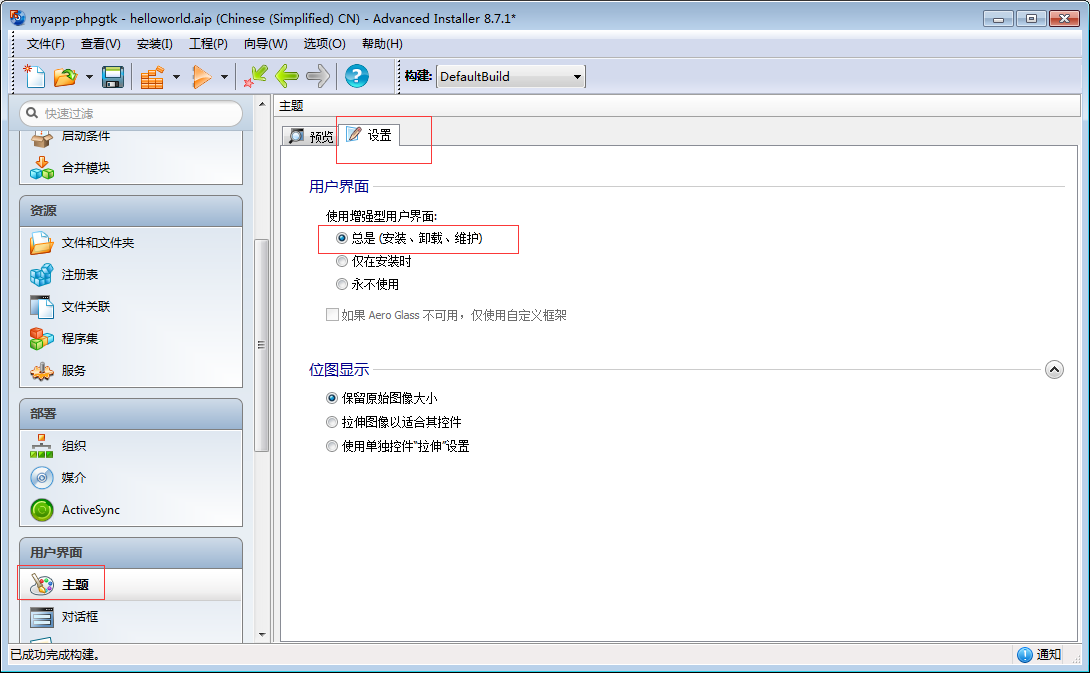 myapp-phpgtk - helloworld.aip (Chinese (Simplified) CN) - Advanced Installer 8.7.1*
文件(F) 查看(V) 安装(I) 工程(P) 向导(W) 选项(O) 帮助(H)
构建: DefaultBuild
快速过滤
启动条件
合并模块
资源
文件和文件夹
注册表
文件关联
程序集
服务
部署
组织
媒介
ActiveSync
用户界面
主题
对话框
主题
预览 设置
用户界面
使用增强型用户界面:
总是 (安装、卸载、维护)
仅在安装时
永不使用
如果 Aero Glass 不可用，仅使用自定义框架
位图显示
保留原始图像大小
拉伸图像以适合其控件
使用单独控件"拉伸"设置
已成功完成构建。
通知